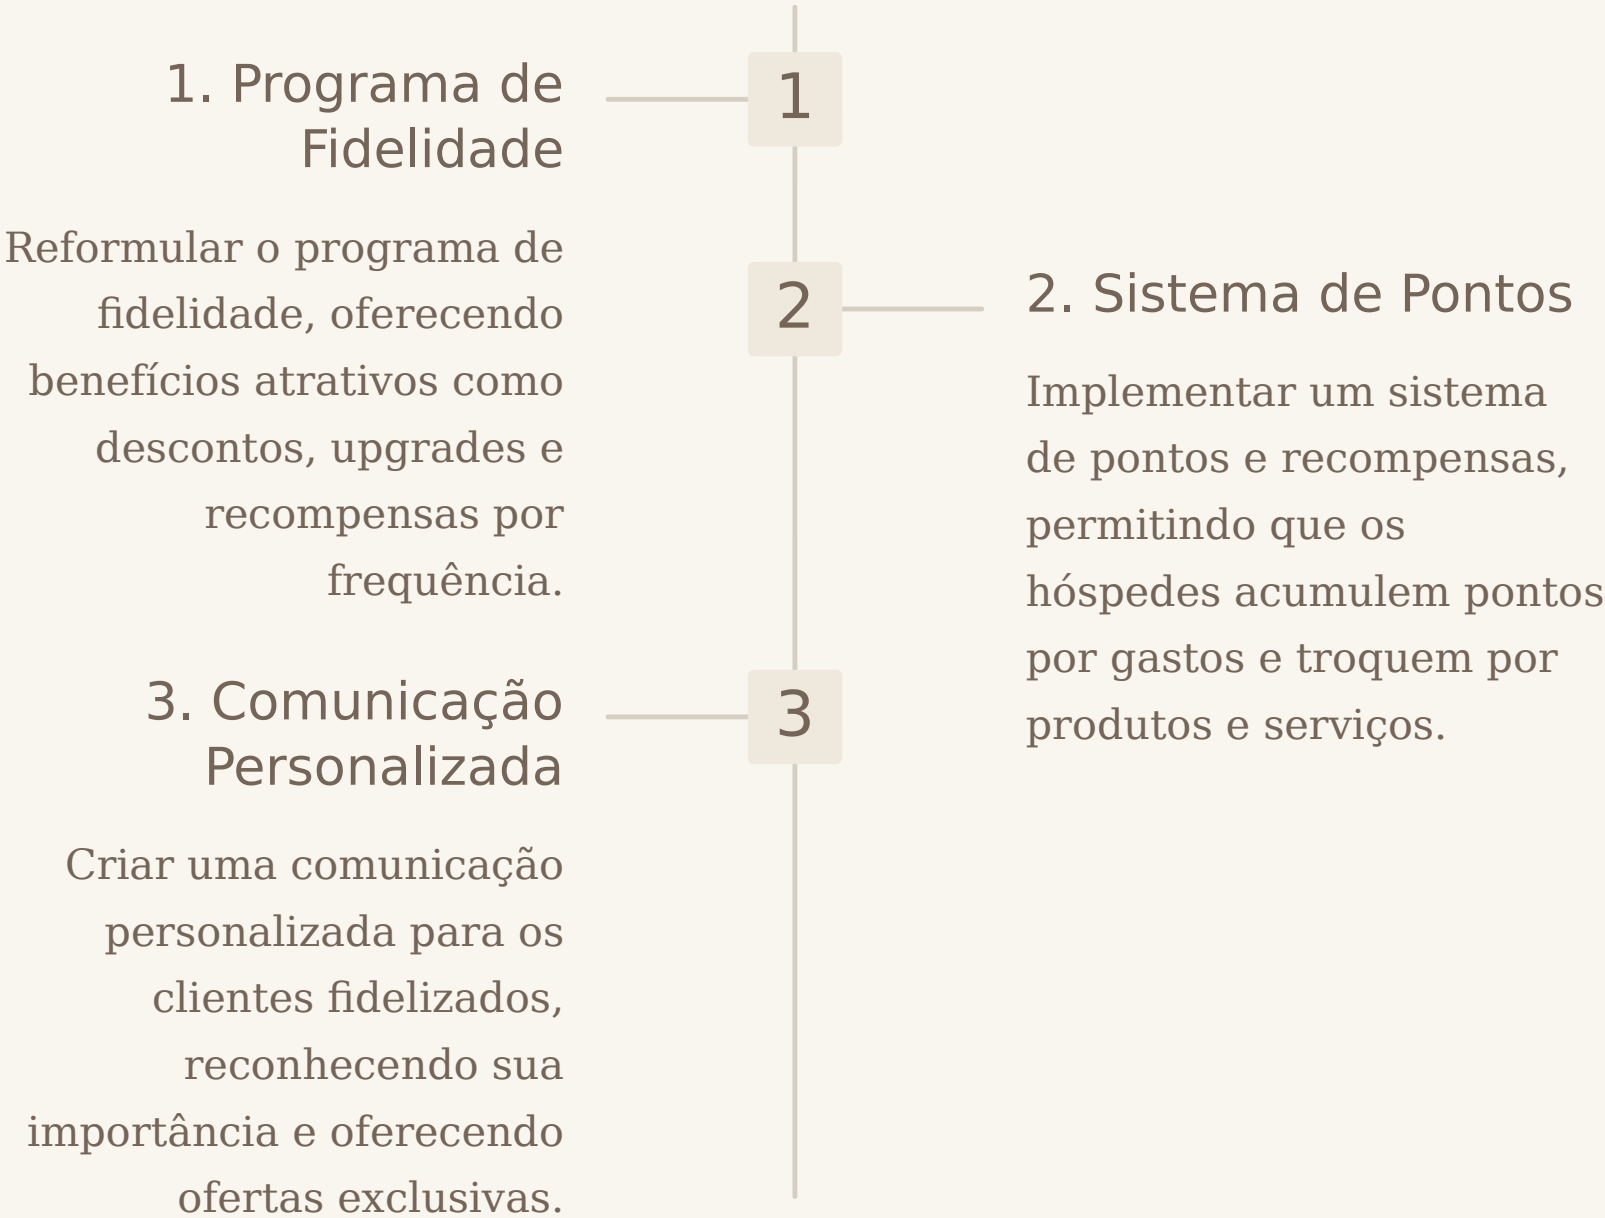 1. Programa de
Fidelidade
Reformular o programa de
fidelidade, oferecendo
benefícios atrativos como
descontos, upgrades e
recompensas por
frequência.
1
2
2. Sistema de Pontos
Implementar um sistema
de pontos e recompensas,
permitindo que os
hóspedes acumulem pontos
por gastos e troquem por
produtos e serviços.
3. Comunicação
Personalizada
Criar uma comunicação
personalizada para os
clientes fidelizados,
reconhecendo sua
importância e oferecendo
ofertas exclusivas.
3